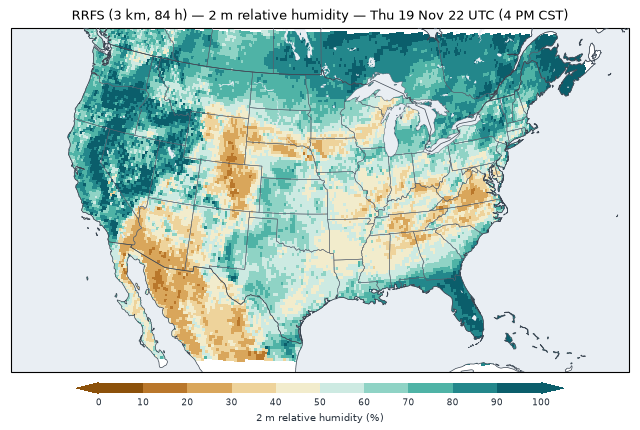 RRFS (3 km, 84 h) — 2 m relative humidity — Thu 19 Nov 22 UTC (4 PM CST)
0 10 20 30 40 50 60 70 80 90 100
2 m relative humidity (%)